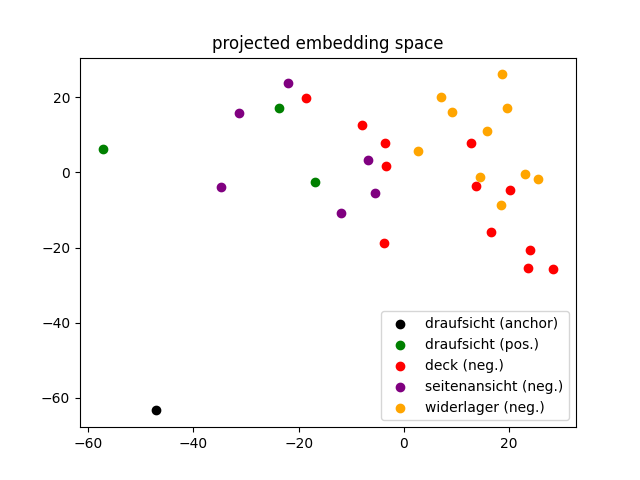 projected embedding space
20
0
−20
−40
−60
−60
−40
−20
0
20
draufsicht (anchor)
draufsicht (pos.)
deck (neg.)
seitenansicht (neg.)
widerlager (neg.)